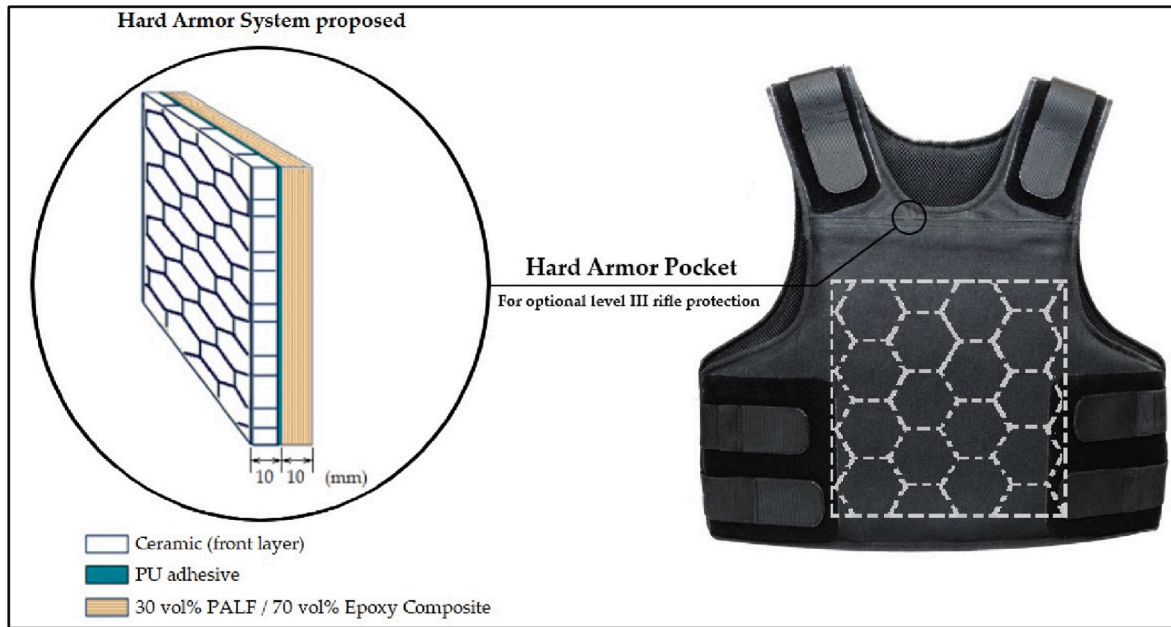 Hard Armor System proposed
Hard Armor Pocket
For optional level III rifle protection
10 10 (mm)
Ceramic (front layer)
PU adhesive
30 vol% PALF / 70 vol% Epoxy Composite